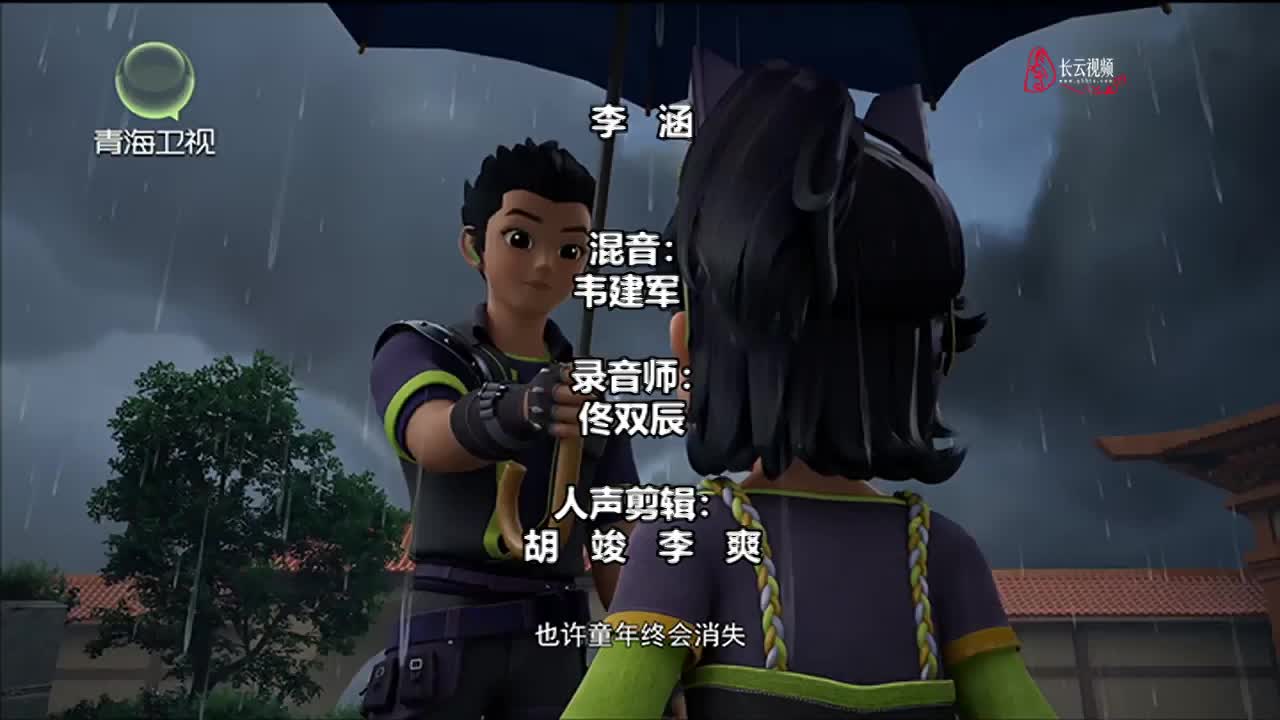 青海卫视
长云视频
李 涵
混音:
韦建军
录音师:
佟双辰
人声剪辑:
胡 竣 李 爽
也许童年终会消失